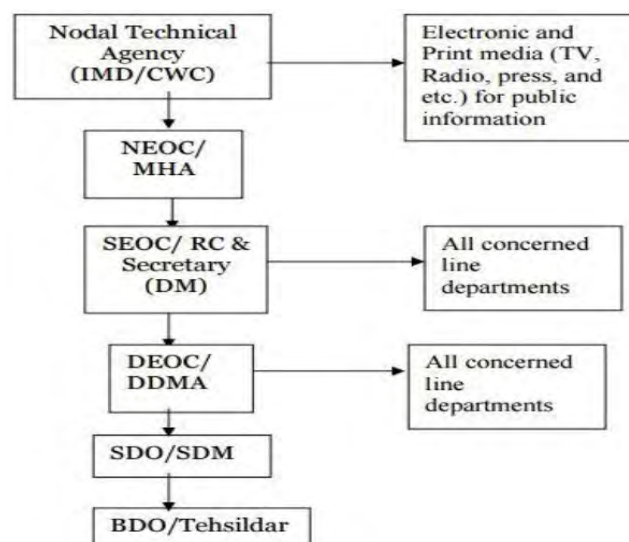 Nodal Technical
Agency
(IMD/CWC)
Electronic and
Print media (TV,
Radio, press, and
etc.) for public
information
NEOC/
MHA
SEOC/ RC &
Secretary
(DM)
All concerned
line
departments
DEOC/
DDMA
All concerned
line
departments
SDO/SDM
BDO/Tehsildar